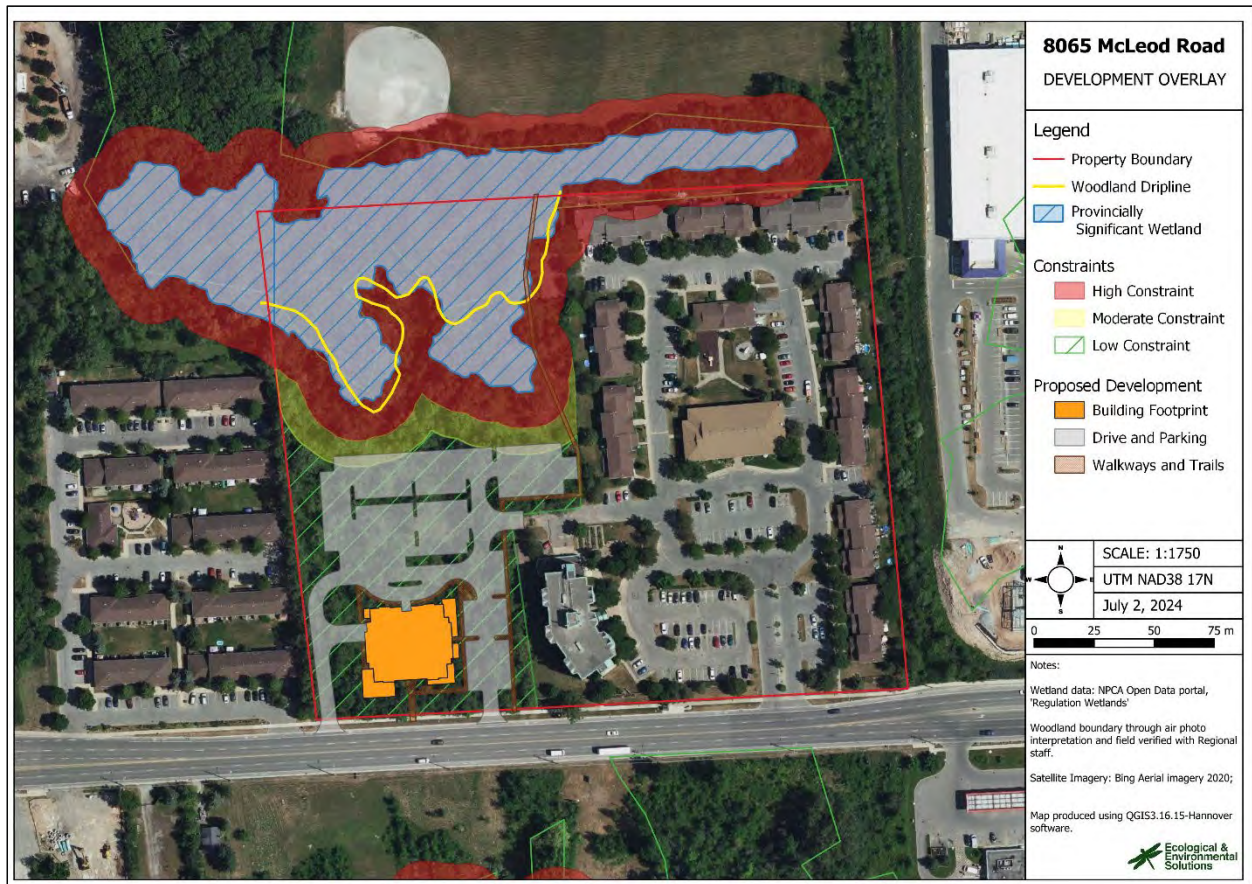 8065 McLeod Road
DEVELOPMENT OVERLAY
Legend
Property Boundary
Woodland Dripline
Provincially
Significant Wetland
Constraints
High Constraint
Moderate Constraint
Low Constraint
Proposed Development
Building Footprint
Drive and Parking
Walkways and Trails
N
W
E
S
SCALE: 1:1750
UTM NAD38 17N
July 2, 2024
0 25 50 75 m
Notes:
Wetland data: NPCA Open Data portal,
'Regulation Wetlands'
Woodland boundary through air photo
interpretation and field verified with Regional
staff.
Satellite Imagery: Bing Aerial imagery 2020;
Map produced using QGIS3.16.15-Hannover
software.
Ecological &
Environmental
Solutions